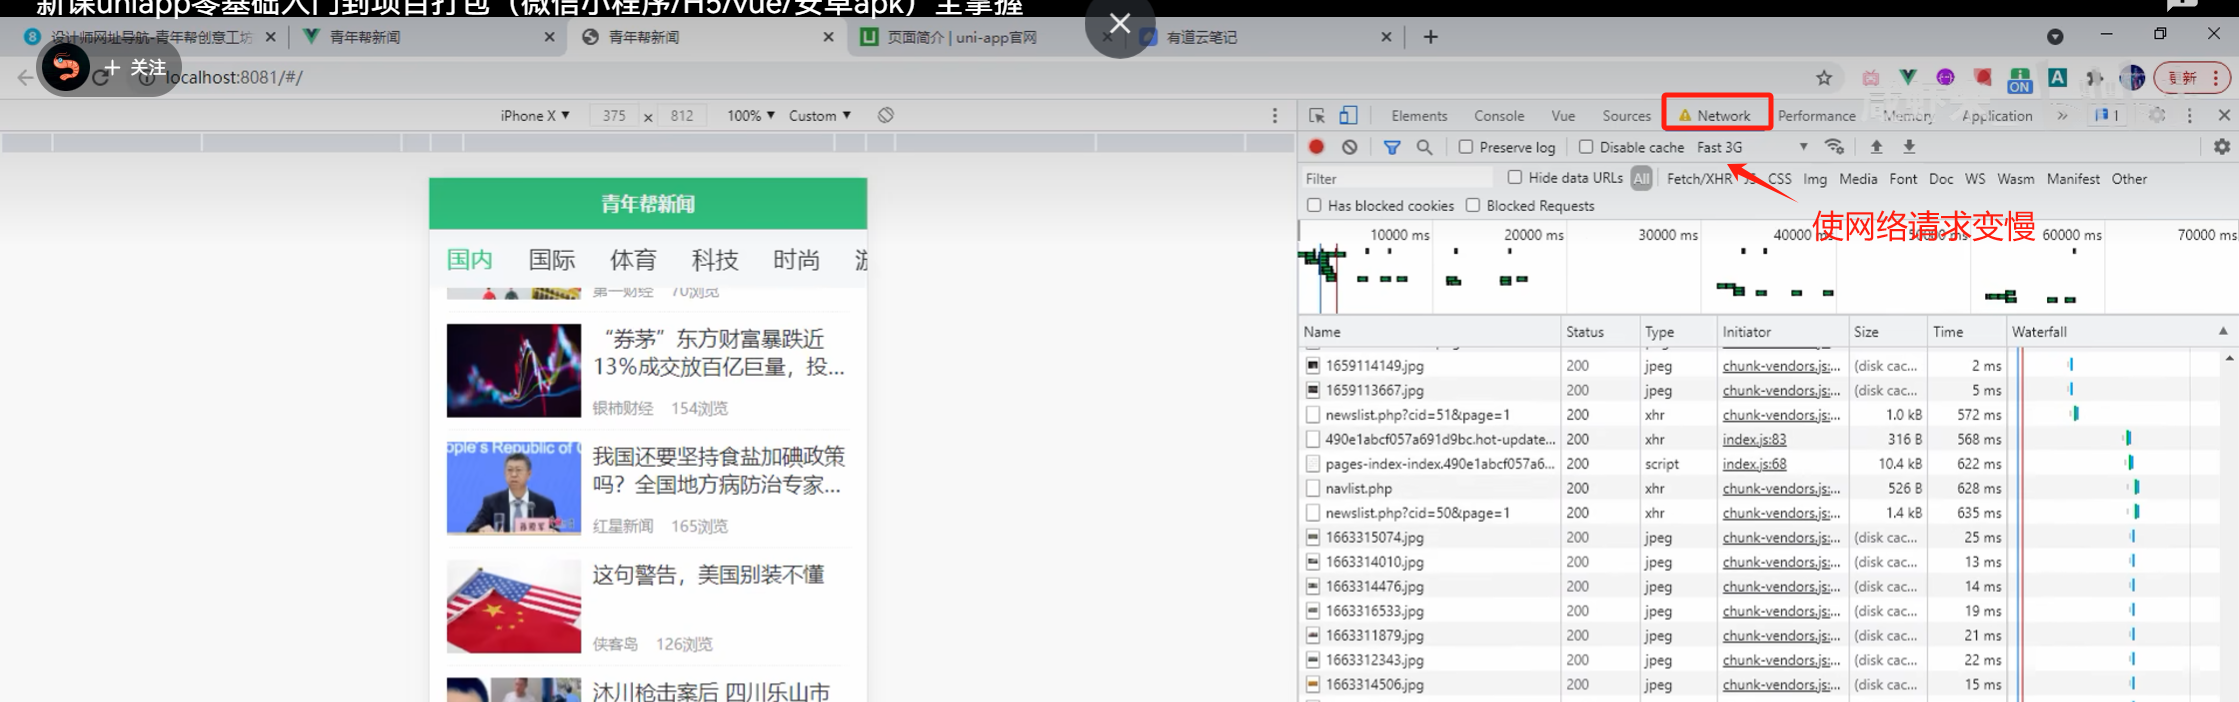 新课uniapp零基础入门到项目打包（微信小程序/H5/vue/安卓apk）全掌握
设计师网址导航-青年帮创意工坊
青年帮新闻
青年帮新闻
页面简介 | uni-app官网
有道云笔记
+ 关注
localhost:8081/#/
ON
更新
iPhone X ▼ 375 x 812 100% ▼ Custom ▼
Elements Console Vue Sources Network Performance Memory Application » 1
Preserve log Disable cache Fast 3G ▼
Filter Hide data URLs All Fetch/XHR JS CSS Img Media Font Doc WS Wasm Manifest Other
Has blocked cookies Blocked Requests
使网络请求变慢
10000 ms 20000 ms 30000 ms 40000 ms 50000 ms 60000 ms 70000 ms
青年帮新闻
国内 国际 体育 科技 时尚
第一财经 70浏览
“券茅”东方财富暴跌近
13%成交放百亿巨量，投...
银柿财经 154浏览
ople's Republic of
我国还要坚持食盐加碘政策
吗？全国地方病防治专家...
红星新闻 165浏览
这句警告，美国别装不懂
侠客岛 126浏览
沐川枪击案后 四川乐山市
Name Status Type Initiator Size Time Waterfall
1659114149.jpg 200 jpeg chunk-vendors.js:... (disk cac... 2 ms
1659113667.jpg 200 jpeg chunk-vendors.js:... (disk cac... 5 ms
newslist.php?cid=51&page=1 200 xhr chunk-vendors.js:... 1.0 kB 572 ms
490e1abcf057a691d9bc.hot-update... 200 xhr index.js:83 316 B 568 ms
pages-index-index.490e1abcf057a6... 200 script index.js:68 10.4 kB 622 ms
navlist.php 200 xhr chunk-vendors.js:... 526 B 628 ms
newslist.php?cid=50&page=1 200 xhr chunk-vendors.js:... 1.4 kB 635 ms
1663315074.jpg 200 jpeg chunk-vendors.js:... (disk cac... 25 ms
1663314010.jpg 200 jpeg chunk-vendors.js:... (disk cac... 13 ms
1663314476.jpg 200 jpeg chunk-vendors.js:... (disk cac... 14 ms
1663316533.jpg 200 jpeg chunk-vendors.js:... (disk cac... 19 ms
1663311879.jpg 200 jpeg chunk-vendors.js:... (disk cac... 21 ms
1663312343.jpg 200 jpeg chunk-vendors.js:... (disk cac... 22 ms
1663314506.jpg 200 jpeg chunk-vendors.js:... (disk cac... 15 ms